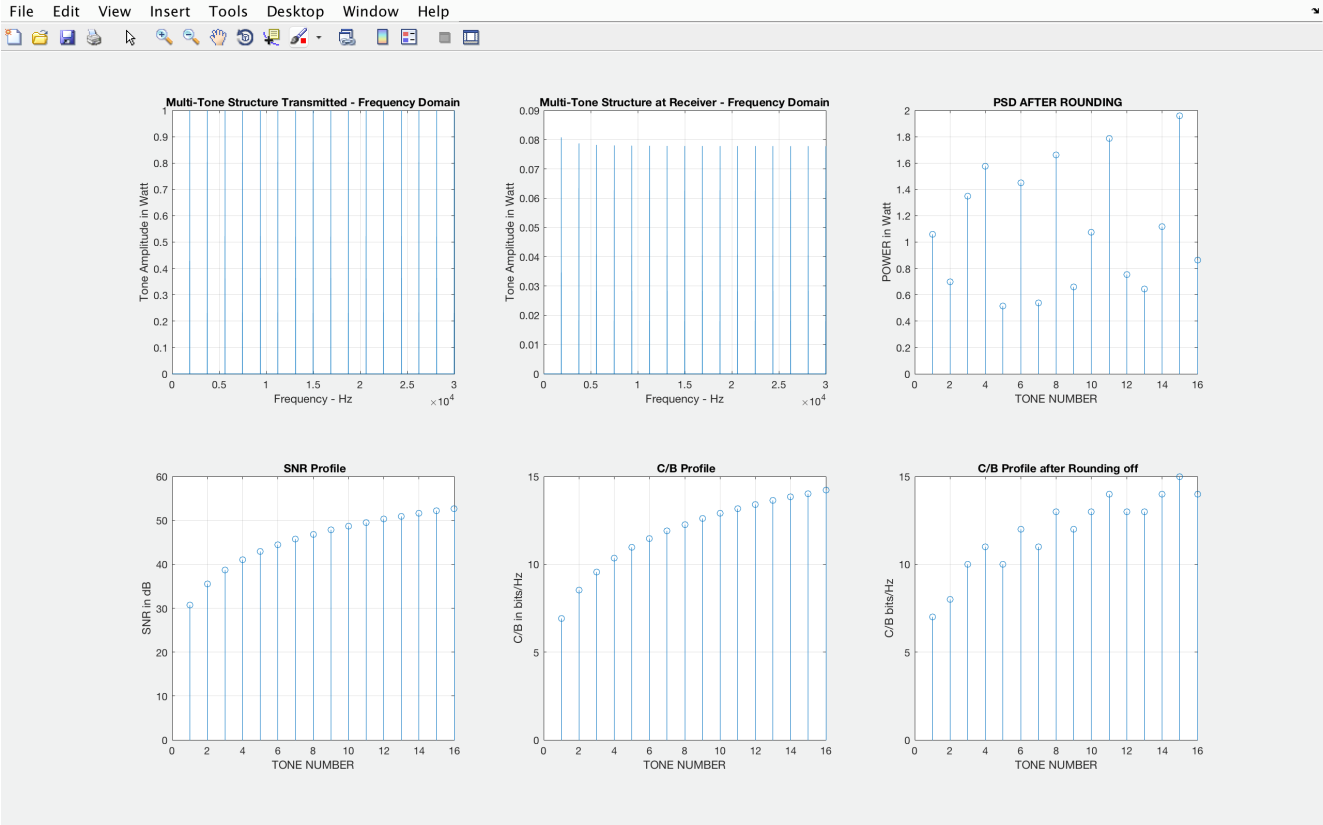 File Edit View Insert Tools Desktop Window Help
Multi-Tone Structure Transmitted - Frequency Domain
Tone Amplitude in Watt
1
0.9
0.8
0.7
0.6
0.5
0.4
0.3
0.2
0.1
0
0 0.5 1 1.5 2 2.5 3
Frequency - Hz
×10^4
Multi-Tone Structure at Receiver - Frequency Domain
Tone Amplitude in Watt
0.09
0.08
0.07
0.06
0.05
0.04
0.03
0.02
0.01
0
0 0.5 1 1.5 2 2.5 3
Frequency - Hz
×10^4
PSD AFTER ROUNDING
POWER in Watt
2
1.8
1.6
1.4
1.2
1
0.8
0.6
0.4
0.2
0
0 2 4 6 8 10 12 14 16
TONE NUMBER
SNR Profile
SNR in dB
60
50
40
30
20
10
0
0 2 4 6 8 10 12 14 16
TONE NUMBER
C/B Profile
C/B in bits/Hz
15
10
5
0
0 2 4 6 8 10 12 14 16
TONE NUMBER
C/B Profile after Rounding off
C/B bits/Hz
15
10
5
0
0 2 4 6 8 10 12 14 16
TONE NUMBER